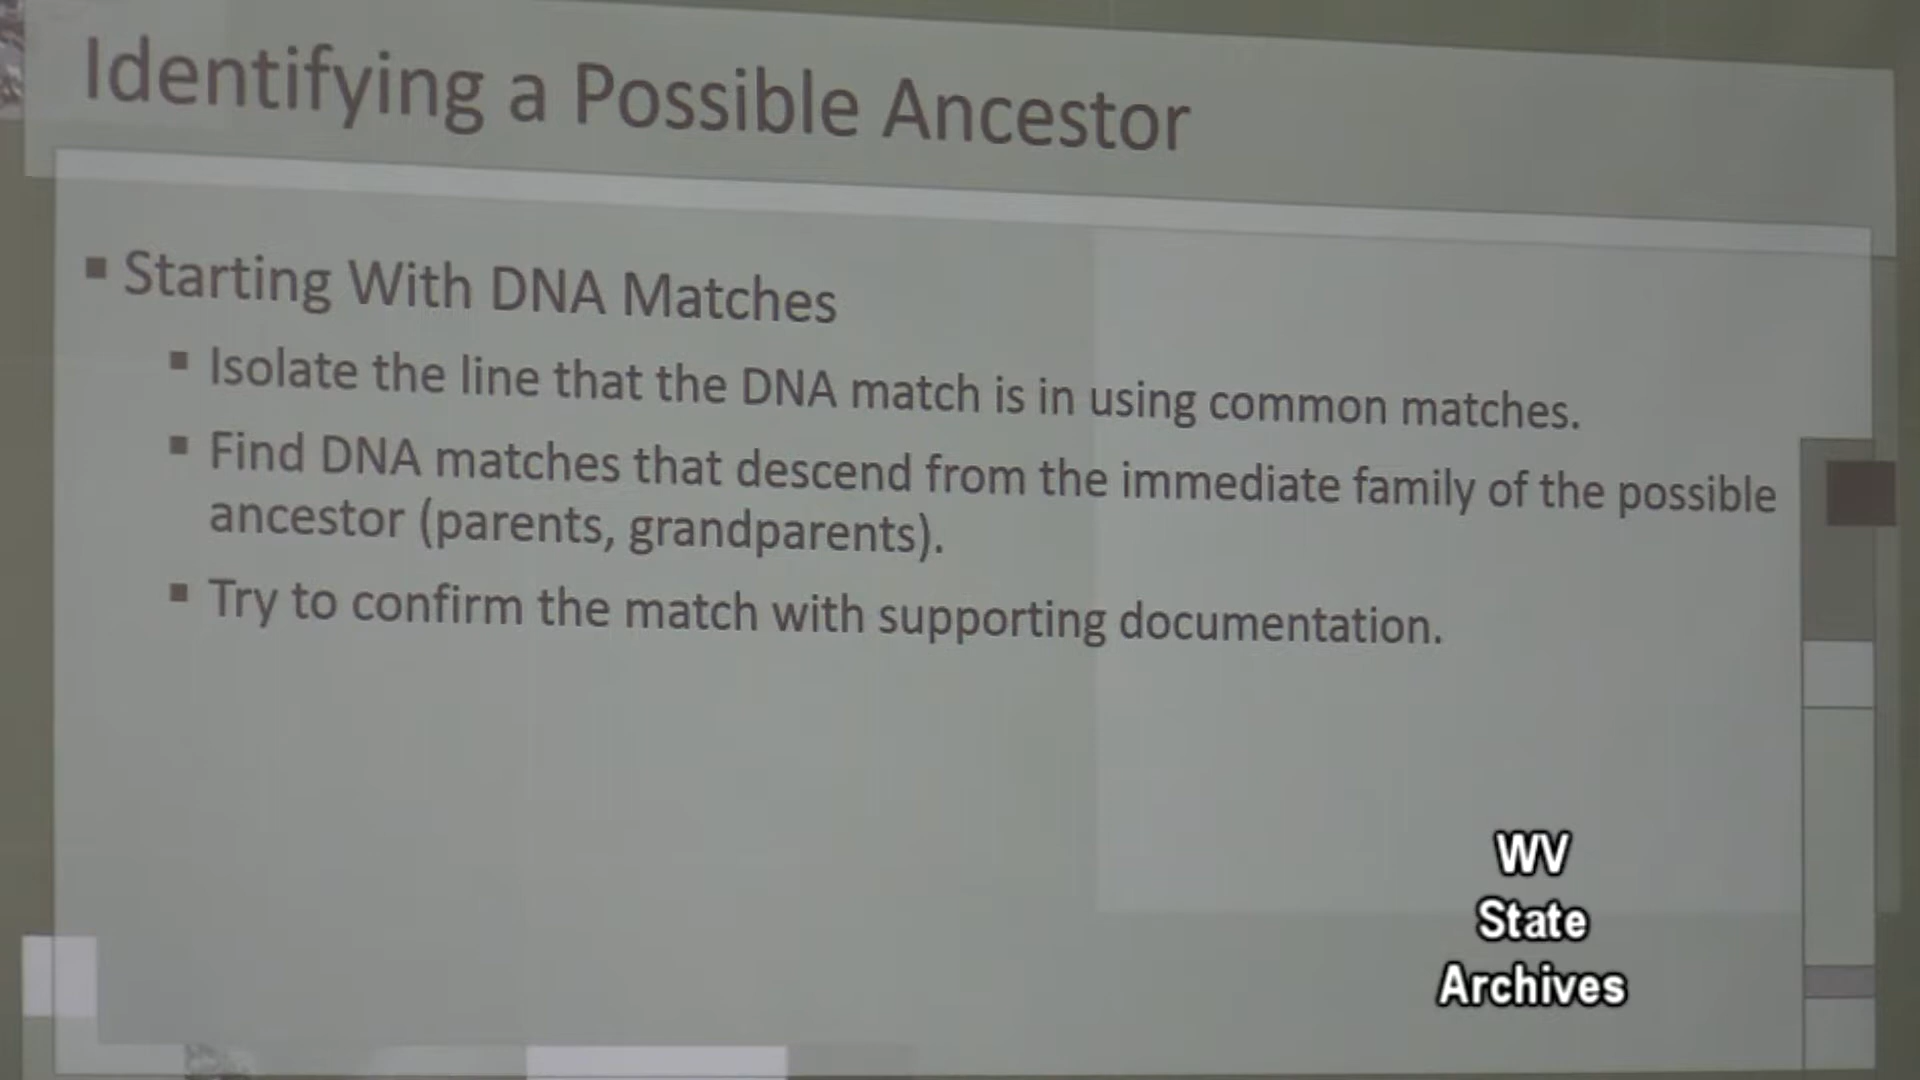 Identifying a Possible Ancestor
▪ Starting With DNA Matches
▪ Isolate the line that the DNA match is in using common matches.
▪ Find DNA matches that descend from the immediate family of the possible
ancestor (parents, grandparents).
▪ Try to confirm the match with supporting documentation.
WV
State
Archives